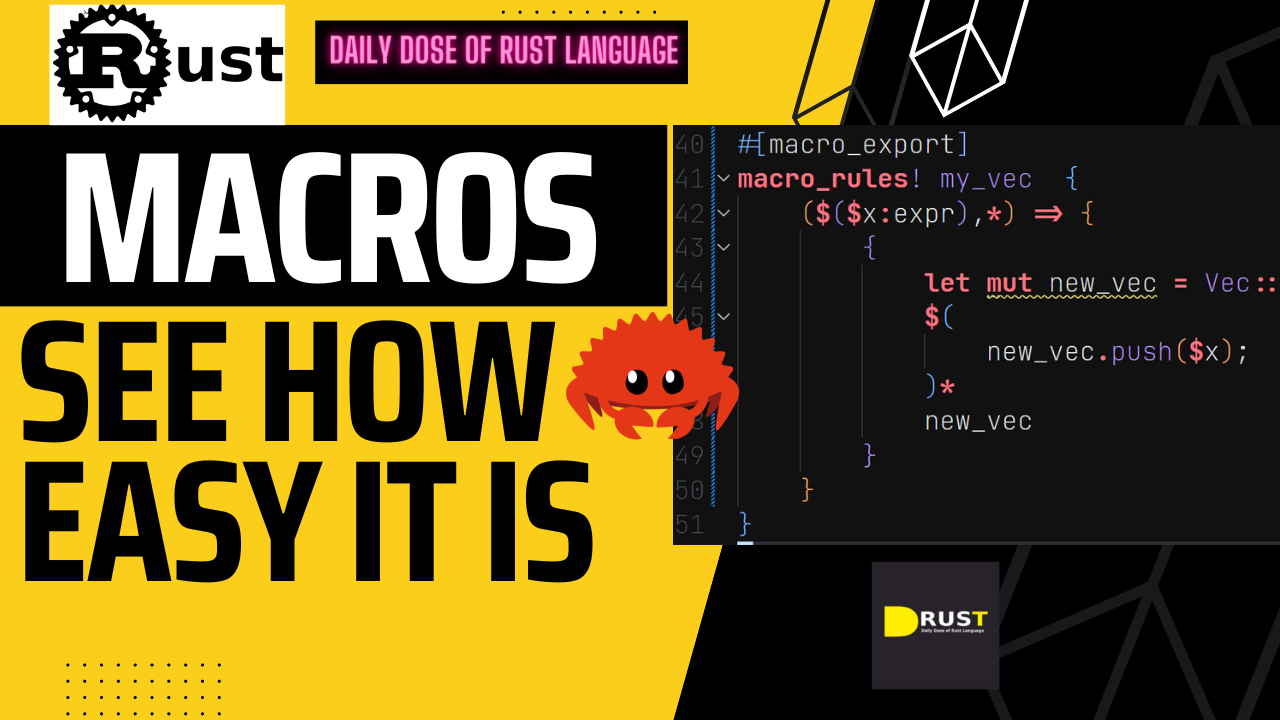 Rust
DAILY DOSE OF RUST LANGUAGE
MACROS
SEE HOW
EASY IT IS
40 #[macro_export]
41 macro_rules! my_vec {
42 ($($x:expr),*) => {
43 {
44 let mut new_vec = Vec::
45 $(
new_vec.push($x);
)*
new_vec
49 }
50 }
51 }
DRUST
Daily Dose of Rust Language